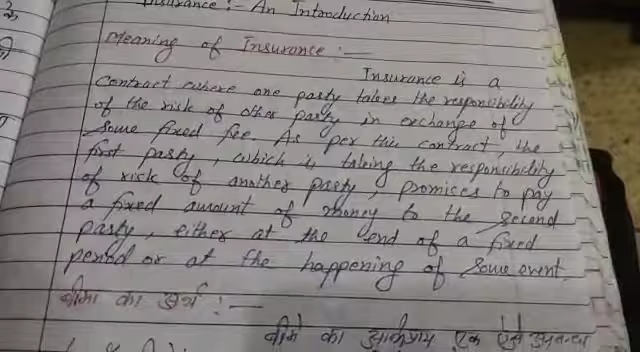 Insurance :- An Introduction
Meaning of Insurance :-
Insurance is a
contract where one party takes the responsibility
of the risk of other party in exchange of
some fixed fee. As per this contract, the
first party, which is taking the responsibility
of risk of another party, promises to pay
a fixed amount of money to the second
party, either at the end of a fixed
period or at the happening of some event.
बीमा का अर्थ :-
बीमे का एक ऐसे